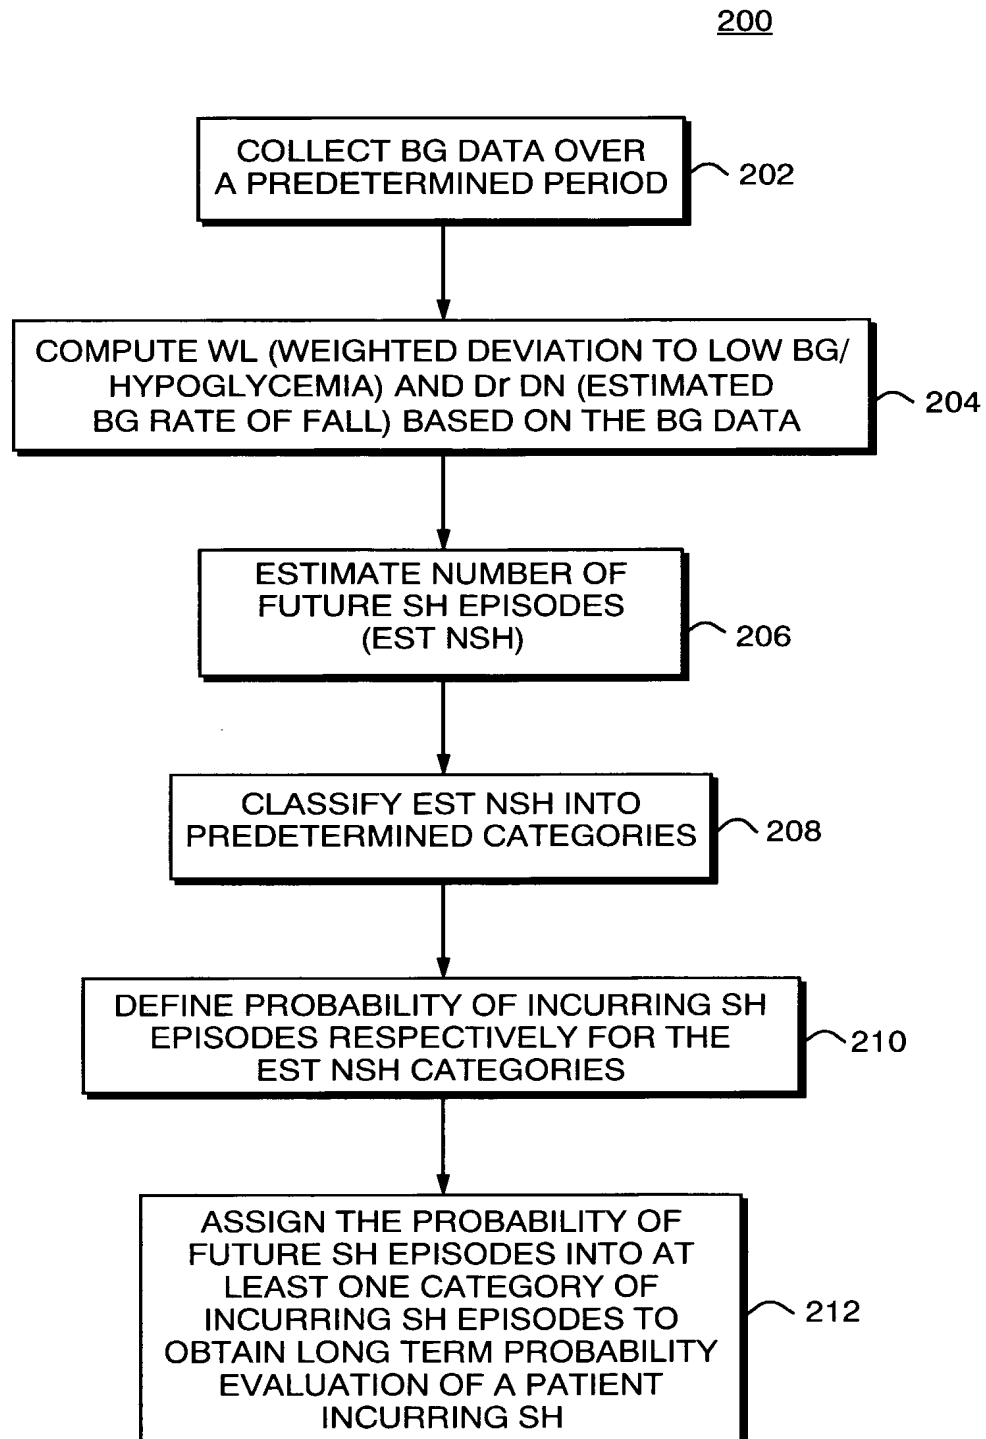 200
COLLECT BG DATA OVER
A PREDETERMINED PERIOD
202
COMPUTE WL (WEIGHTED DEVIATION TO LOW BG/
HYPOGLYCEMIA) AND Dr DN (ESTIMATED
BG RATE OF FALL) BASED ON THE BG DATA
204
ESTIMATE NUMBER OF
FUTURE SH EPISODES
(EST NSH)
206
CLASSIFY EST NSH INTO
PREDETERMINED CATEGORIES
208
DEFINE PROBABILITY OF INCURRING SH
EPISODES RESPECTIVELY FOR THE
EST NSH CATEGORIES
210
ASSIGN THE PROBABILITY OF
FUTURE SH EPISODES INTO AT
LEAST ONE CATEGORY OF
INCURRING SH EPISODES TO
OBTAIN LONG TERM PROBABILITY
EVALUATION OF A PATIENT
INCURRING SH
212